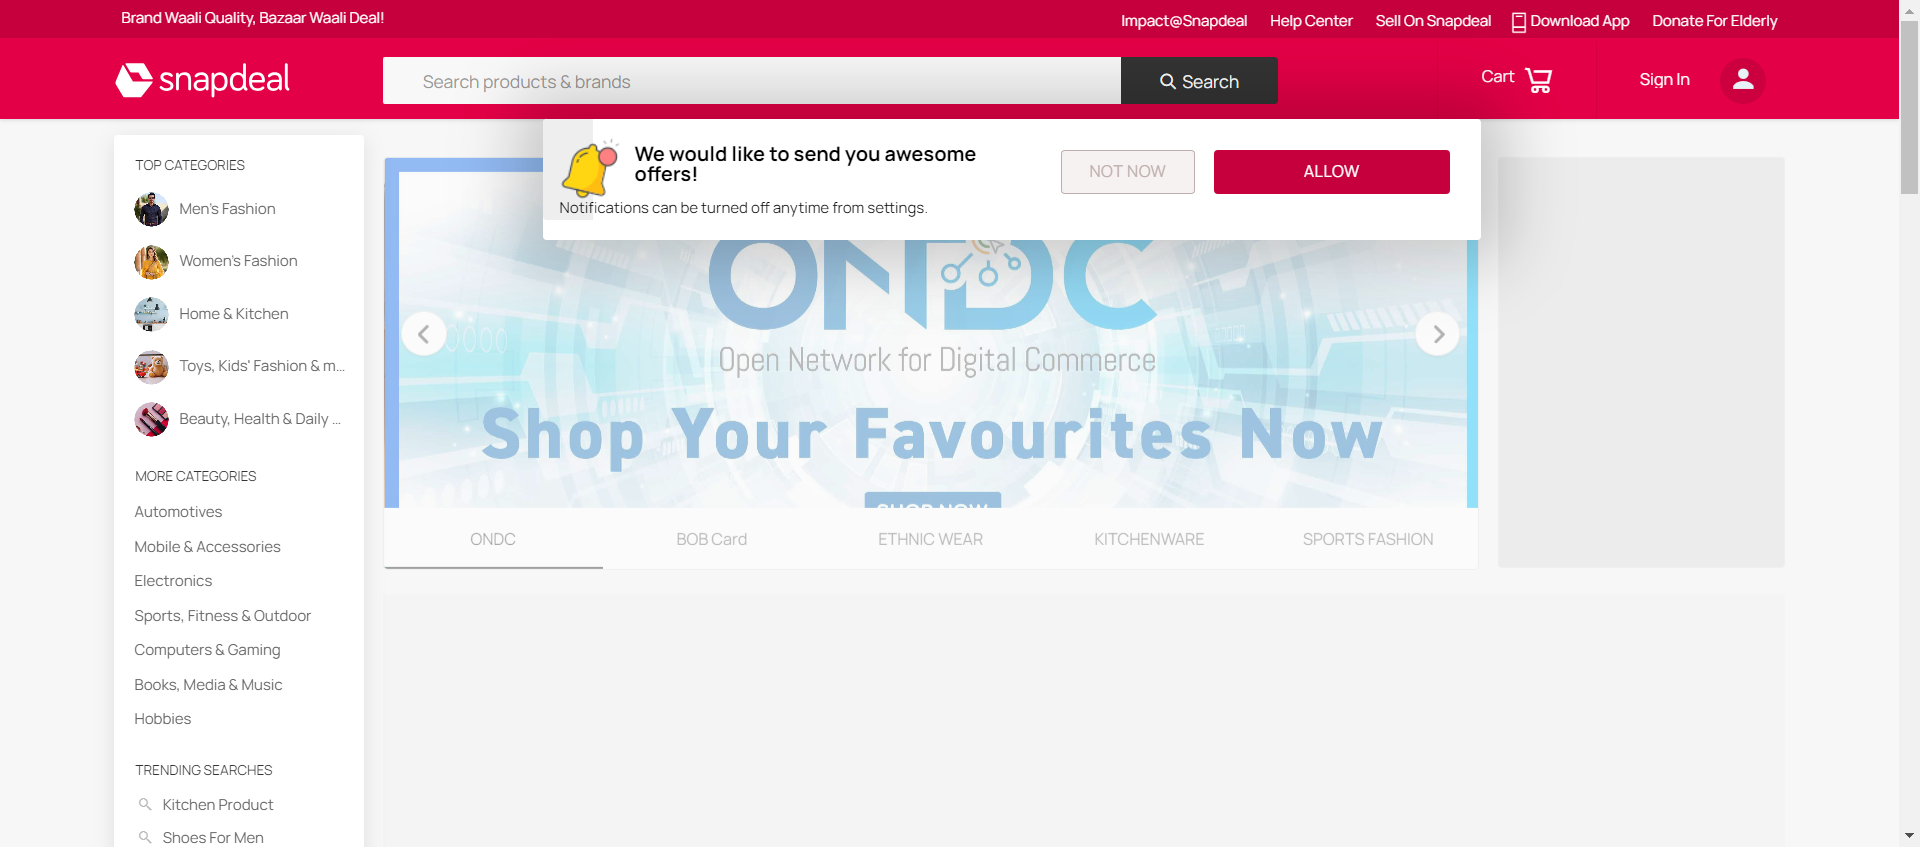 Brand Waali Quality, Bazaar Waali Deal!
Impact@Snapdeal
Help Center
Sell On Snapdeal
Download App
Donate For Elderly
snapdeal
Search products & brands
Search
Cart
Sign In
We would like to send you awesome
offers!
NOT NOW
ALLOW
Notifications can be turned off anytime from settings.
TOP CATEGORIES
Men's Fashion
Women's Fashion
Home & Kitchen
Toys, Kids' Fashion & m...
Beauty, Health & Daily ...
MORE CATEGORIES
Automotives
Mobile & Accessories
Electronics
Sports, Fitness & Outdoor
Computers & Gaming
Books, Media & Music
Hobbies
TRENDING SEARCHES
Kitchen Product
Shoes For Men
ONDC
Open Network for Digital Commerce
Shop Your Favourites Now
SHOP NOW
ONDC
BOB Card
ETHNIC WEAR
KITCHENWARE
SPORTS FASHION